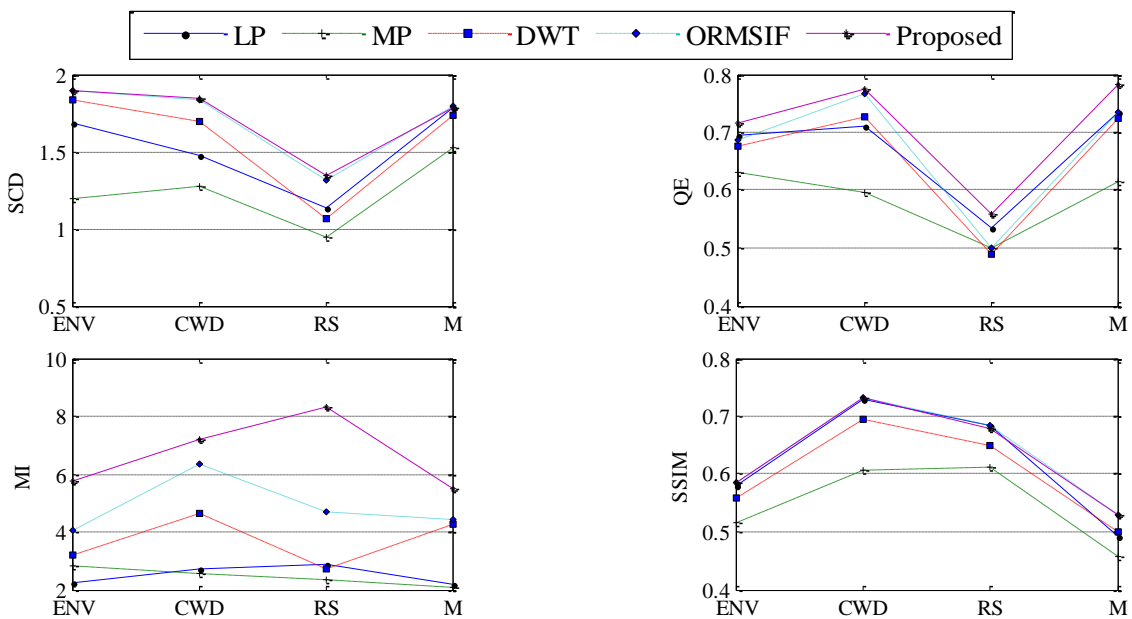 LP MP DWT ORMSIF Proposed
2
1.5
1
0.5
SCD
ENV CWD RS M
0.8
0.7
0.6
0.5
0.4
QE
ENV CWD RS M
10
8
6
4
2
MI
ENV CWD RS M
0.8
0.7
0.6
0.5
0.4
SSIM
ENV CWD RS M